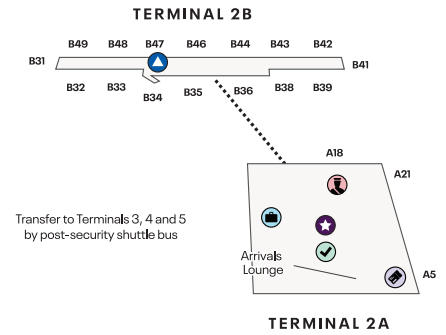 TERMINAL 2B
B49 B48 B47 B46 B44 B43 B42
B31 B41
B32 B33 B34 B35 B36 B38 B39
A18
A21
Transfer to Terminals 3, 4 and 5
by post-security shuttle bus
Arrivals
Lounge
A5
TERMINAL 2A